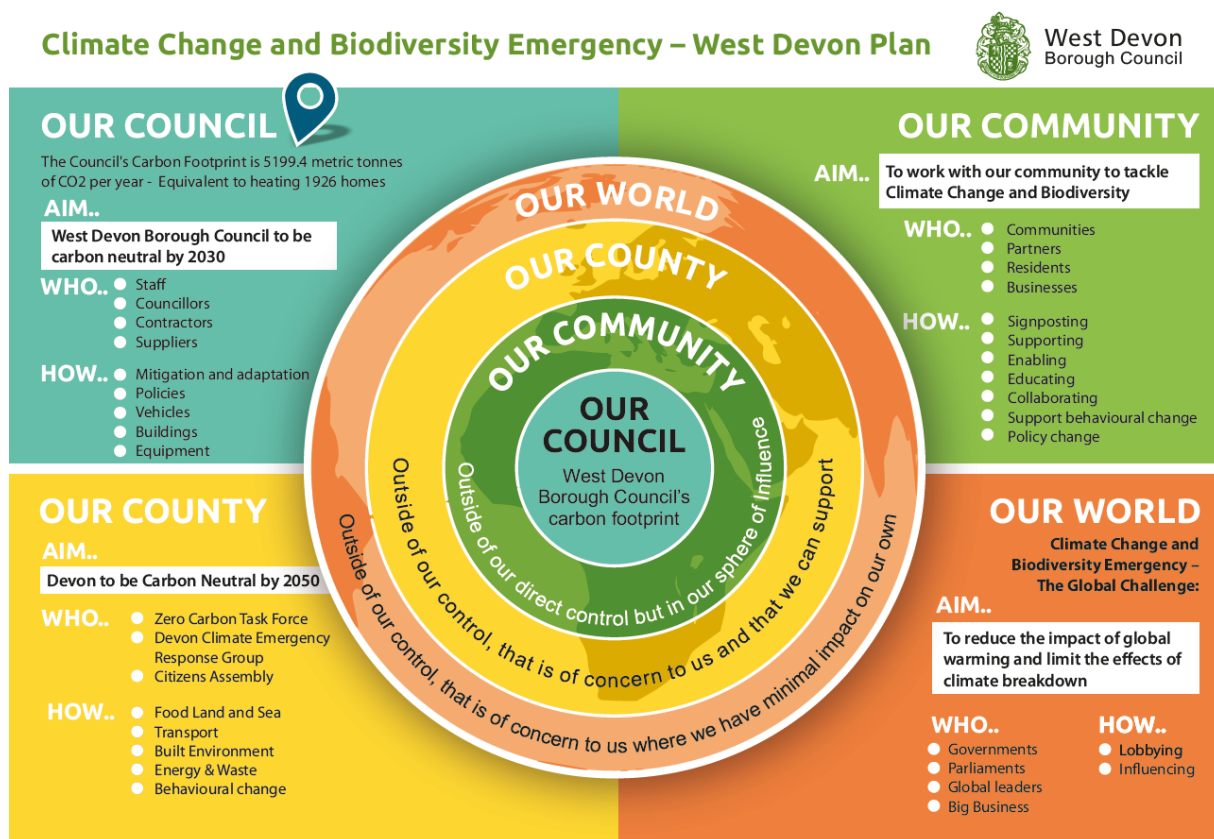 Climate Change and Biodiversity Emergency – West Devon Plan
West Devon
Borough Council
OUR COUNCIL
The Council's Carbon Footprint is 5199.4 metric tonnes
of CO2 per year - Equivalent to heating 1926 homes
AIM..
West Devon Borough Council to be
carbon neutral by 2030
WHO..
Staff
Councillors
Contractors
Suppliers
HOW..
Mitigation and adaptation
Policies
Vehicles
Buildings
Equipment
OUR COMMUNITY
AIM..
To work with our community to tackle
Climate Change and Biodiversity
WHO..
Communities
Partners
Residents
Businesses
HOW..
Signposting
Supporting
Enabling
Educating
Collaborating
Support behavioural change
Policy change
OUR WORLD
OUR COUNTY
OUR COMMUNITY
OUR
COUNCIL
West Devon
Borough Council's
carbon footprint
Outside of our direct control but in our sphere of Influence
Outside of our control, that is of concern to us and that we can support
Outside of our control, that is of concern to us where we have minimal impact on our own
OUR COUNTY
AIM..
Devon to be Carbon Neutral by 2050
WHO..
Zero Carbon Task Force
Devon Climate Emergency
Response Group
Citizens Assembly
HOW..
Food Land and Sea
Transport
Built Environment
Energy & Waste
Behavioural change
OUR WORLD
Climate Change and
Biodiversity Emergency –
The Global Challenge:
AIM..
To reduce the impact of global
warming and limit the effects of
climate breakdown
WHO..
Governments
Parliaments
Global leaders
Big Business
HOW..
Lobbying
Influencing